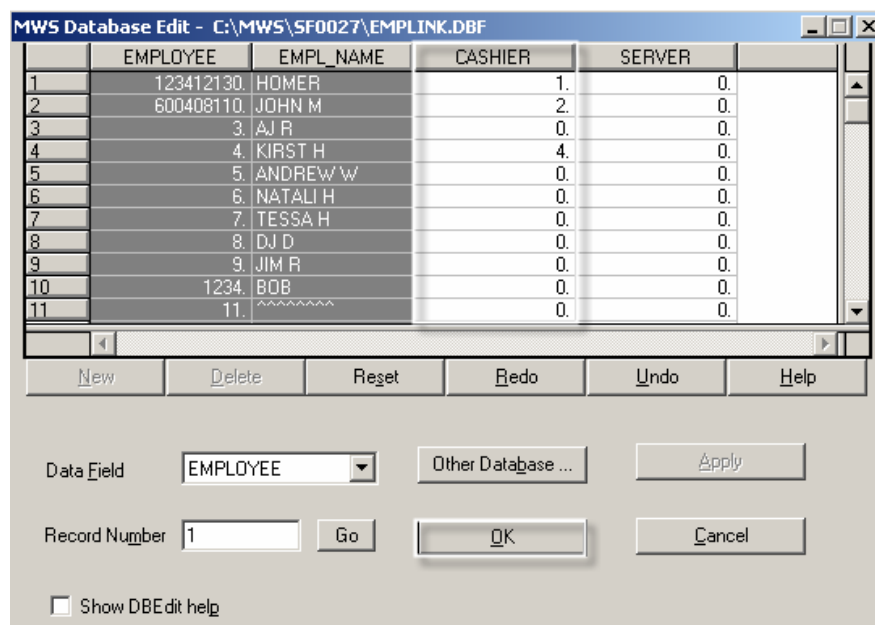 MWS Database Edit - C:\MWS\SF0027\EMPLINK.DBF
EMPLOYEE EMPL_NAME CASHIER SERVER
1 123412130. HOMER 1. 0.
2 600408110. JOHN M 2. 0.
3 3. AJ R 0. 0.
4 4. KIRST H 4. 0.
5 5. ANDREW W 0. 0.
6 6. NATALI H 0. 0.
7 7. TESSA H 0. 0.
8 8. DJ D 0. 0.
9 9. JIM R 0. 0.
10 1234. BOB 0. 0.
11 11. ^^^^^^^^ 0. 0.
New Delete Reset Redo Undo Help
Data Field EMPLOYEE Other Database ... Apply
Record Number 1 Go OK Cancel
Show DBEdit help